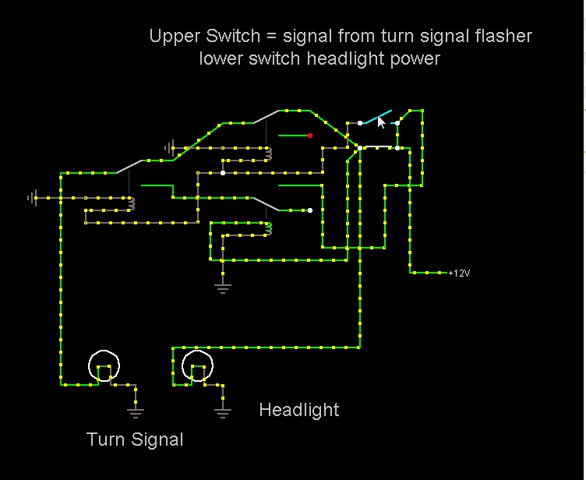 Upper Switch = signal from turn signal flasher
lower switch headlight power
+12V
Headlight
Turn Signal